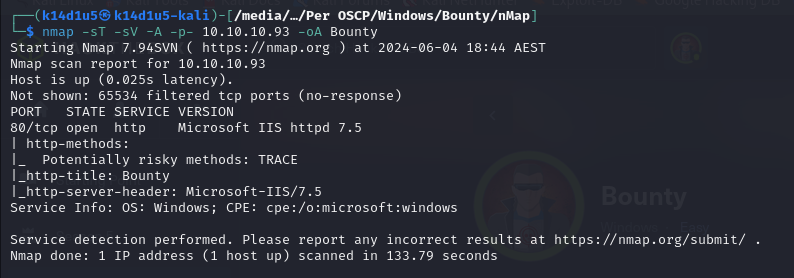 ┌──(k14d1u5㉿k14d1u5-kali)-[/media/…/Per OSCP/Windows/Bounty/nMap]
└─$ nmap -sT -sV -A -p- 10.10.10.93 -oA Bounty
Starting Nmap 7.94SVN ( https://nmap.org ) at 2024-06-04 18:44 AEST
Nmap scan report for 10.10.10.93
Host is up (0.025s latency).
Not shown: 65534 filtered tcp ports (no-response)
PORT   STATE SERVICE VERSION
80/tcp open  http    Microsoft IIS httpd 7.5
| http-methods:
|_  Potentially risky methods: TRACE
|_http-title: Bounty
|_http-server-header: Microsoft-IIS/7.5
Service Info: OS: Windows; CPE: cpe:/o:microsoft:windows
Bounty
Service detection performed. Please report any incorrect results at https://nmap.org/submit/ .
Nmap done: 1 IP address (1 host up) scanned in 133.79 seconds